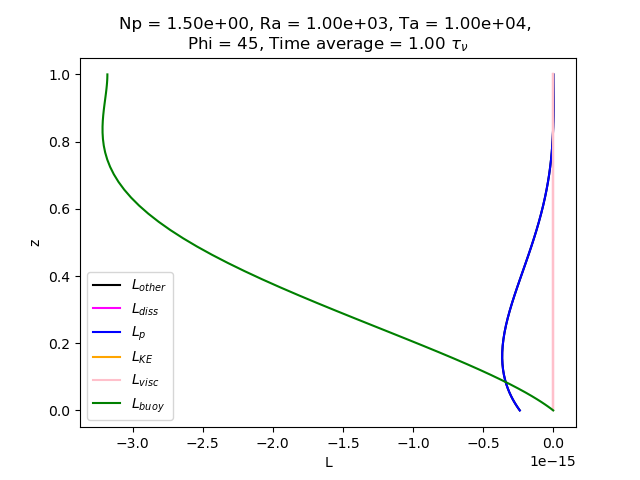 Np = 1.50e+00, Ra = 1.00e+03, Ta = 1.00e+04,
Phi = 45, Time average = 1.00 τ_ν
1.0
0.8
0.6
0.4
0.2
0.0
z
L_other
L_diss
L_p
L_KE
L_visc
L_buoy
−3.0 −2.5 −2.0 −1.5 −1.0 −0.5 0.0
1e−15
L